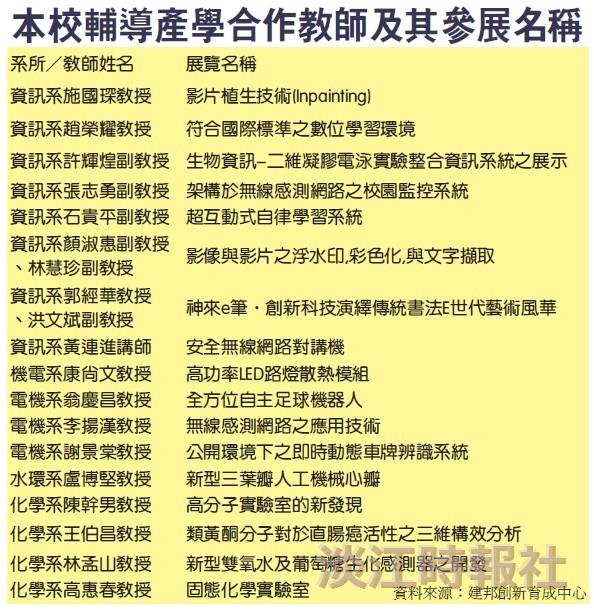 本校輔導產學合作教師及其參展名稱
系所／教師姓名 展覽名稱
資訊系施國琛教授 影片植生技術(Inpainting)
資訊系趙榮耀教授 符合國際標準之數位學習環境
資訊系許輝煌副教授 生物資訊-二維凝膠電泳實驗整合資訊系統之展示
資訊系張志勇副教授 架構於無線感測網路之校園監控系統
資訊系石貴平副教授 超互動式自律學習系統
資訊系顏淑惠副教授
、林慧珍副教授 影像與影片之浮水印,彩色化,與文字擷取
資訊系郭經華教授
、洪文斌副教授 神來e筆・創新科技演繹傳統書法E世代藝術風華
資訊系黃連進講師 安全無線網路對講機
機電系康尚文教授 高功率LED路燈散熱模組
電機系翁慶昌教授 全方位自主足球機器人
電機系李揚漢教授 無線感測網路之應用技術
電機系謝景棠教授 公開環境下之即時動態車牌辨識系統
水環系盧博堅教授 新型三葉瓣人工機械心瓣
化學系陳幹男教授 高分子實驗室的新發現
化學系王伯昌教授 類黃酮分子對於直腸癌活性之三維構效分析
化學系林孟山教授 新型雙氧水及葡萄糖生化感測器之開發
化學系高惠春教授 固態化學實驗室
淡江時報社
資料來源：建邦創新育成中心